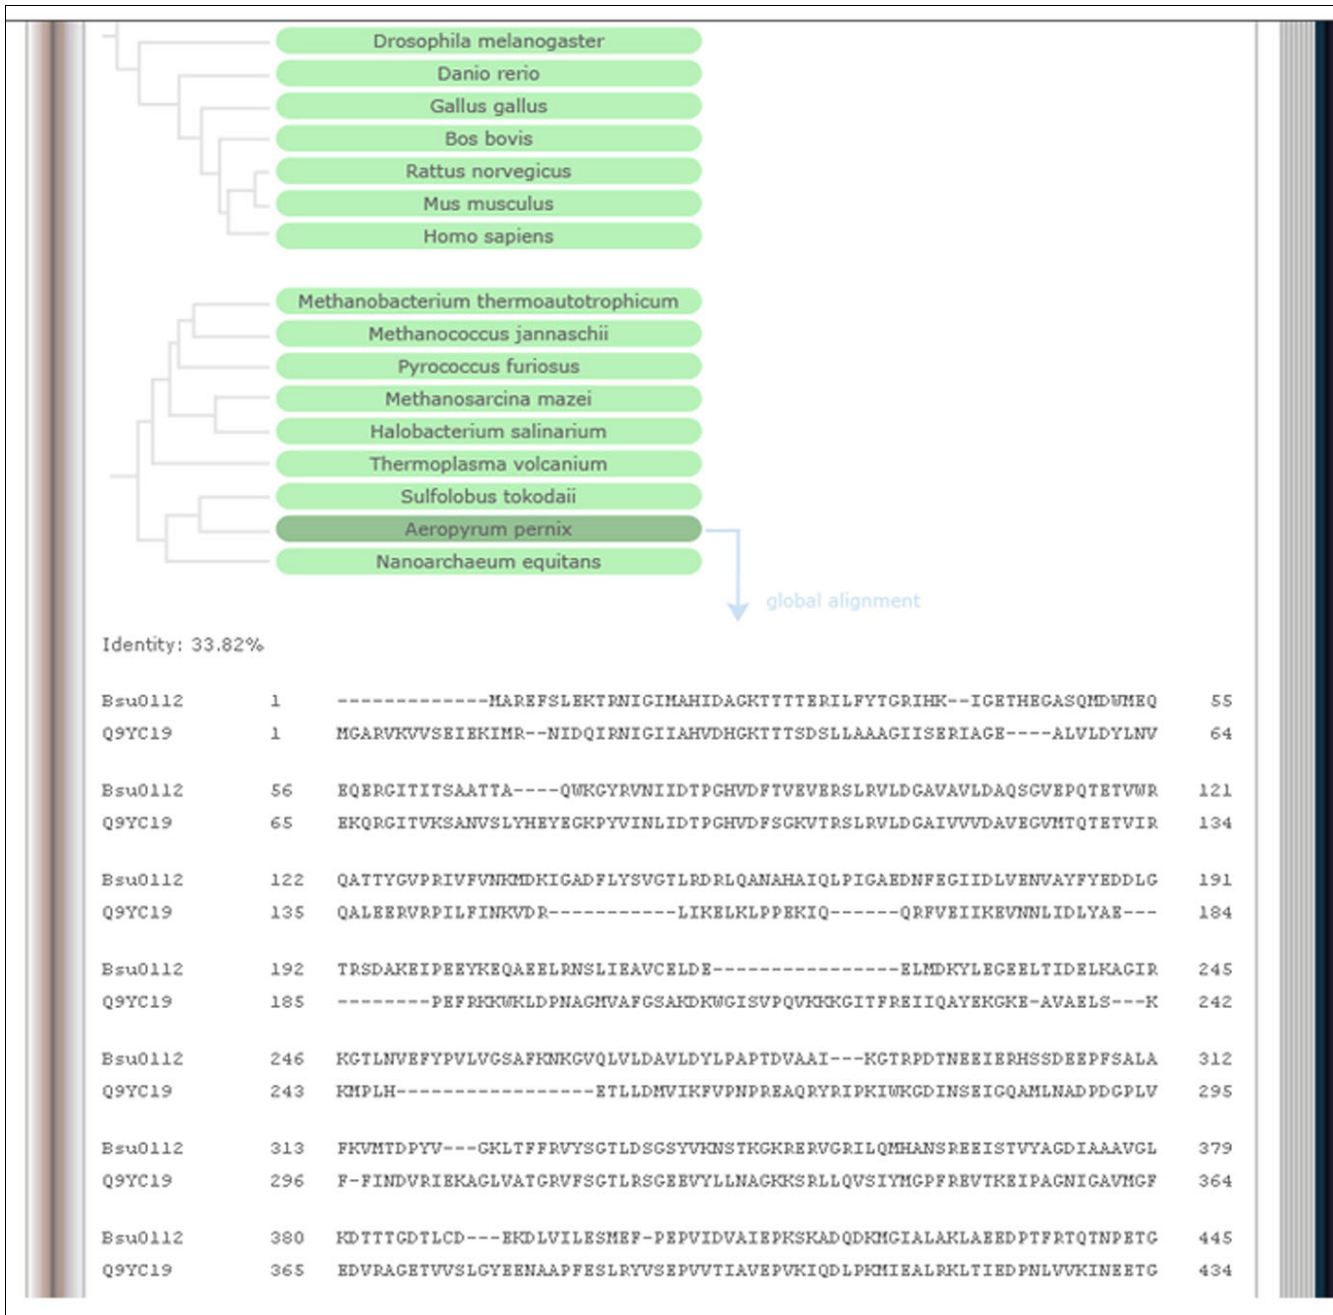 Drosophila melanogaster
Danio rerio
Gallus gallus
Bos bovis
Rattus norvegicus
Mus musculus
Homo sapiens
Methanobacterium thermoautotrophicum
Methanococcus jannaschii
Pyrococcus furiosus
Methanosarcina mazei
Halobacterium salinarium
Thermoplasma volcanium
Sulfolobus tokodaii
Aeropyrum pernix
Nanoarchaeum equitans
global alignment
Identity: 33.82%
Bsu0112 1 -------------MAREFSLEKTRNIGIMAHIDAGKTTTTERILFYTGRIHK--IGETHEGASQMDWMEQ 55
Q9YC19 1 MGARVKVVSEIEKIMR--NIDQIRNIGIIAHVDHGKTTTSDSLLAAAGIISERIAGE----ALVLDYLNV 64
Bsu0112 56 EQERGITITSAATTA----QWKGYRVNIIDTPGHVDFTVEVERSLRVLDGAVAVLDAQSGVEPQTETVWR 121
Q9YC19 65 EKQRGITVKSANVSLYHEYEGKPYVINLIDTPGHVDFSGKVTRSLRVLDGAIVVVDAVEGVMTQTETVIR 134
Bsu0112 122 QATTYGVPRIVFVNKMDKIGADFLYSVGTLRDRLQANAHAIQLPIGAEDNFEGIIDLVENVAYFYEDDLG 191
Q9YC19 135 QALEERVRPILFINKVDR-----------LIKELKLPPEKIQ------QRFVEIIKEVNNLIDLYAE--- 184
Bsu0112 192 TRSDAKEIPEEYKEQAEELRNSLIEAVCELDE----------------ELMDKYLEGEELTIDELKAGIR 245
Q9YC19 185 --------PEFRKKWKLDPNAGMVAFGSAKDKWGISVPQVKKKGITFREIIQAYEKGKE-AVAELS---K 242
Bsu0112 246 KGTLNVEFYPVLVGSAFKNKGVQLVLDAVLDYLPAPTDVAAI---KGTRPDTNEEIERHSSDEEPFSALA 312
Q9YC19 243 KMPLH-----------------ETLLDMVIKFVPNPREAQRYRIPKIWKGDINSEIGQAMLNADPDGPLV 295
Bsu0112 313 FKVMTDPYV---GKLTFFRVYSGTLDSGSYVKNSTKGKRERVGRILQMHANSREEISTVYAGDIAAAVGL 379
Q9YC19 296 F-FINDVRIEKAGLVATGRVFSGTLRSGEEVYLLNAGKKSRLLQVSIYMGPFREVTKEIPAGNIGAVMGF 364
Bsu0112 380 KDTTTGDTLCD---EKDLVILESMEF-PEPVIDVAIEPKSKADQDKMGIALAKLAEEDPTFRTQTNPETG 445
Q9YC19 365 EDVRAGETVVSLGYEENAAPFESLRYVSEPVVTIAVEPVKIQDLPKMIEALRKLTIEDPNLVVKINEETG 434